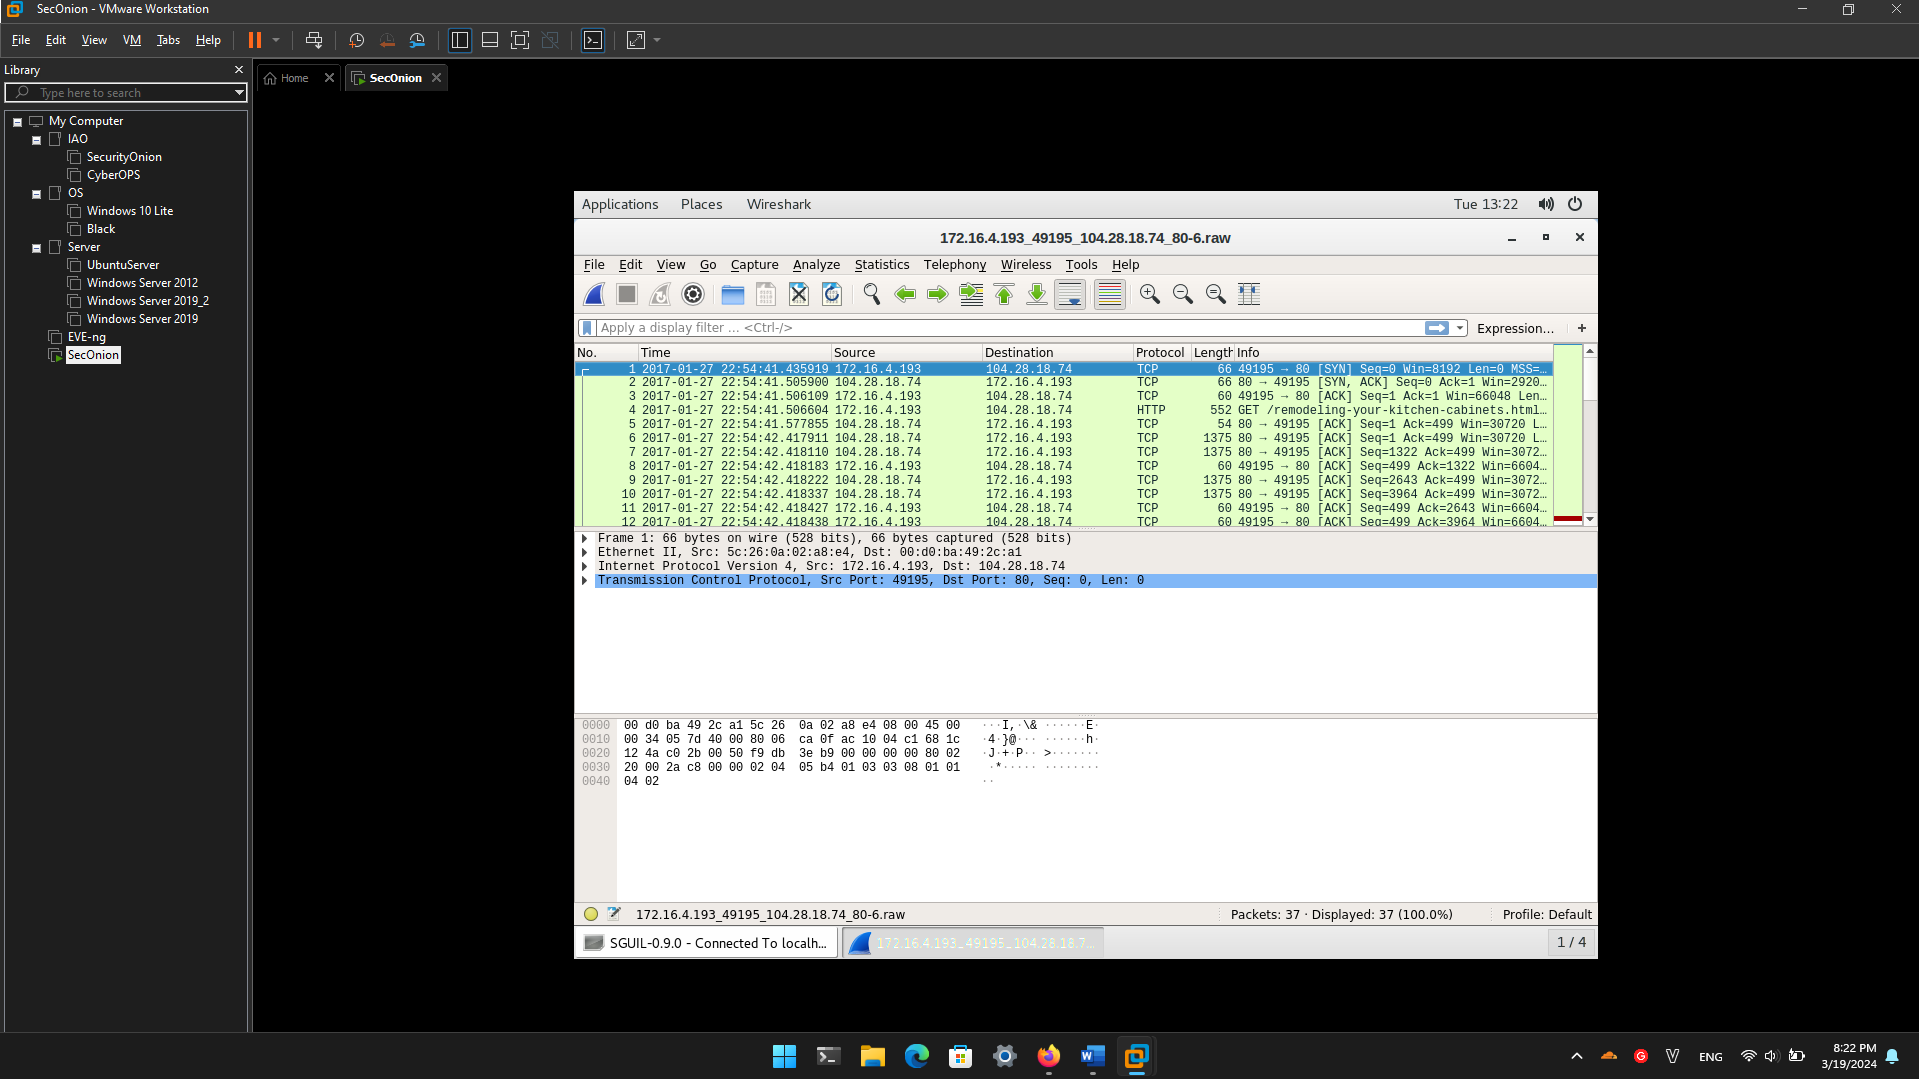 SecOnion - VMware Workstation
File Edit View VM Tabs Help
Library
Type here to search
My Computer
IAO
SecurityOnion
CyberOPS
OS
Windows 10 Lite
Black
Server
UbuntuServer
Windows Server 2012
Windows Server 2019_2
Windows Server 2019
EVE-ng
SecOnion
Home SecOnion
Applications Places Wireshark Tue 13:22
172.16.4.193_49195_104.28.18.74_80-6.raw
File Edit View Go Capture Analyze Statistics Telephony Wireless Tools Help
Apply a display filter ... <Ctrl-/> Expression... +
No. Time Source Destination Protocol Length Info
1 2017-01-27 22:54:41.435919 172.16.4.193 104.28.18.74 TCP 66 49195 → 80 [SYN] Seq=0 Win=8192 Len=0 MSS=…
2 2017-01-27 22:54:41.505900 104.28.18.74 172.16.4.193 TCP 66 80 → 49195 [SYN, ACK] Seq=0 Ack=1 Win=2920…
3 2017-01-27 22:54:41.506109 172.16.4.193 104.28.18.74 TCP 60 49195 → 80 [ACK] Seq=1 Ack=1 Win=66048 Len…
4 2017-01-27 22:54:41.506604 172.16.4.193 104.28.18.74 HTTP 552 GET /remodeling-your-kitchen-cabinets.html…
5 2017-01-27 22:54:41.577855 104.28.18.74 172.16.4.193 TCP 54 80 → 49195 [ACK] Seq=1 Ack=499 Win=30720 L…
6 2017-01-27 22:54:42.417911 104.28.18.74 172.16.4.193 TCP 1375 80 → 49195 [ACK] Seq=1 Ack=499 Win=30720 L…
7 2017-01-27 22:54:42.418110 104.28.18.74 172.16.4.193 TCP 1375 80 → 49195 [ACK] Seq=1322 Ack=499 Win=3072…
8 2017-01-27 22:54:42.418183 172.16.4.193 104.28.18.74 TCP 60 49195 → 80 [ACK] Seq=499 Ack=1322 Win=6604…
9 2017-01-27 22:54:42.418222 104.28.18.74 172.16.4.193 TCP 1375 80 → 49195 [ACK] Seq=2643 Ack=499 Win=3072…
10 2017-01-27 22:54:42.418337 104.28.18.74 172.16.4.193 TCP 1375 80 → 49195 [ACK] Seq=3964 Ack=499 Win=3072…
11 2017-01-27 22:54:42.418427 172.16.4.193 104.28.18.74 TCP 60 49195 → 80 [ACK] Seq=499 Ack=2643 Win=6604…
12 2017-01-27 22:54:42.418438 172.16.4.193 104.28.18.74 TCP 60 49195 → 80 [ACK] Seq=499 Ack=3964 Win=6604…
Frame 1: 66 bytes on wire (528 bits), 66 bytes captured (528 bits)
Ethernet II, Src: 5c:26:0a:02:a8:e4, Dst: 00:d0:ba:49:2c:a1
Internet Protocol Version 4, Src: 172.16.4.193, Dst: 104.28.18.74
Transmission Control Protocol, Src Port: 49195, Dst Port: 80, Seq: 0, Len: 0
0000 00 d0 ba 49 2c a1 5c 26 0a 02 a8 e4 08 00 45 00 ···I,·\& ······E·
0010 00 34 05 7d 40 00 80 06 ca 0f ac 10 04 c1 68 1c ·4·}@··· ······h·
0020 12 4a c0 2b 00 50 f9 db 3e b9 00 00 00 00 80 02 ·J·+·P·· >·······
0030 20 00 2a c8 00 00 02 04 05 b4 01 03 03 08 01 01 ·*····· ········
0040 04 02 ··
172.16.4.193_49195_104.28.18.74_80-6.raw Packets: 37 · Displayed: 37 (100.0%) Profile: Default
SGUIL-0.9.0 - Connected To localh... 172.16.4.193_49195_104.28.18.7... 1 / 4
ENG 8:22 PM
3/19/2024